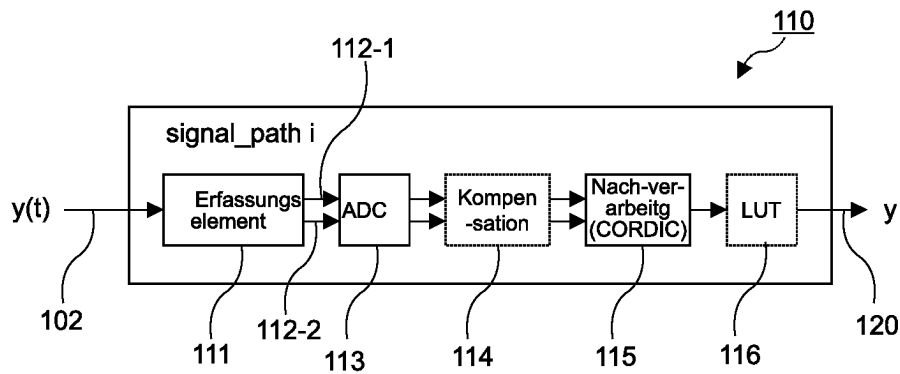 110
112-1
signal_path i
y(t)
Erfassungs
element
ADC
Kompen
-sation
Nach-ver-
arbeitg
(CORDIC)
LUT
y
102
111
112-2
113
114
115
116
120